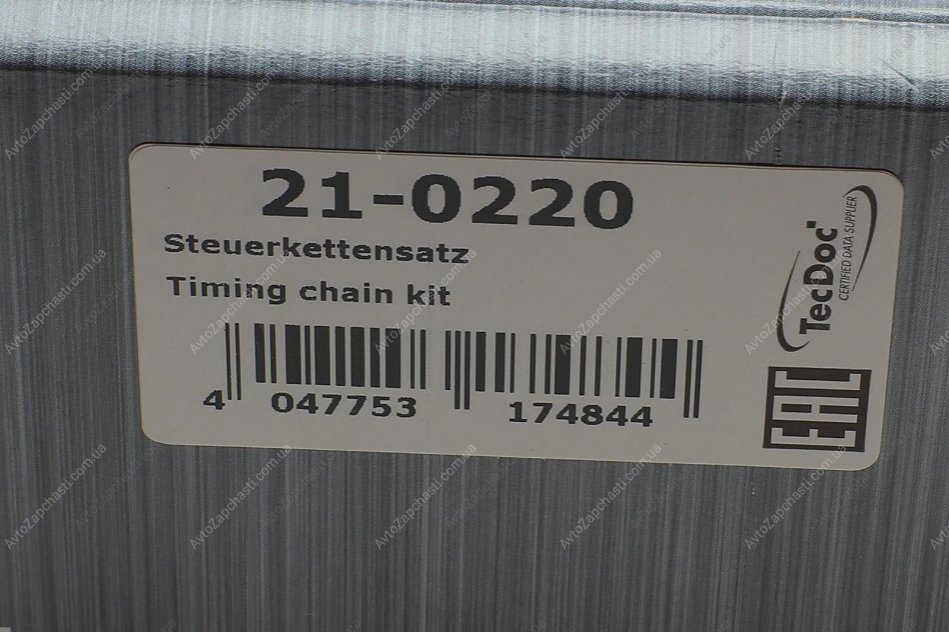 21-0220
Steuerkettensatz
Timing chain kit
4 047753 174844
TecDoc
CERTIFIED DATA SUPPLIER
EAC
AvtoZapchasti.com.ua